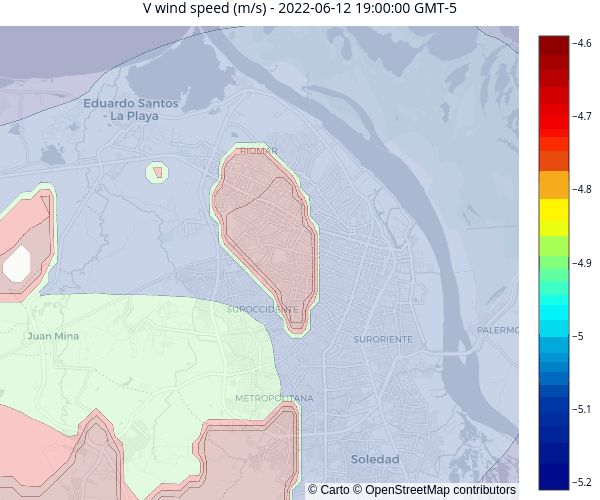 V wind speed (m/s) - 2022-06-12 19:00:00 GMT-5
−4.6
Eduardo Santos
- La Playa
−4.7
RIOMAR
−4.8
−4.9
SUPOCCIDENTE
Juan Mina
PALERMO
SURORIENTE
−5
METROPOLITANA
−5.1
Soledad
−5.2
© Carto © OpenStreetMap contributors